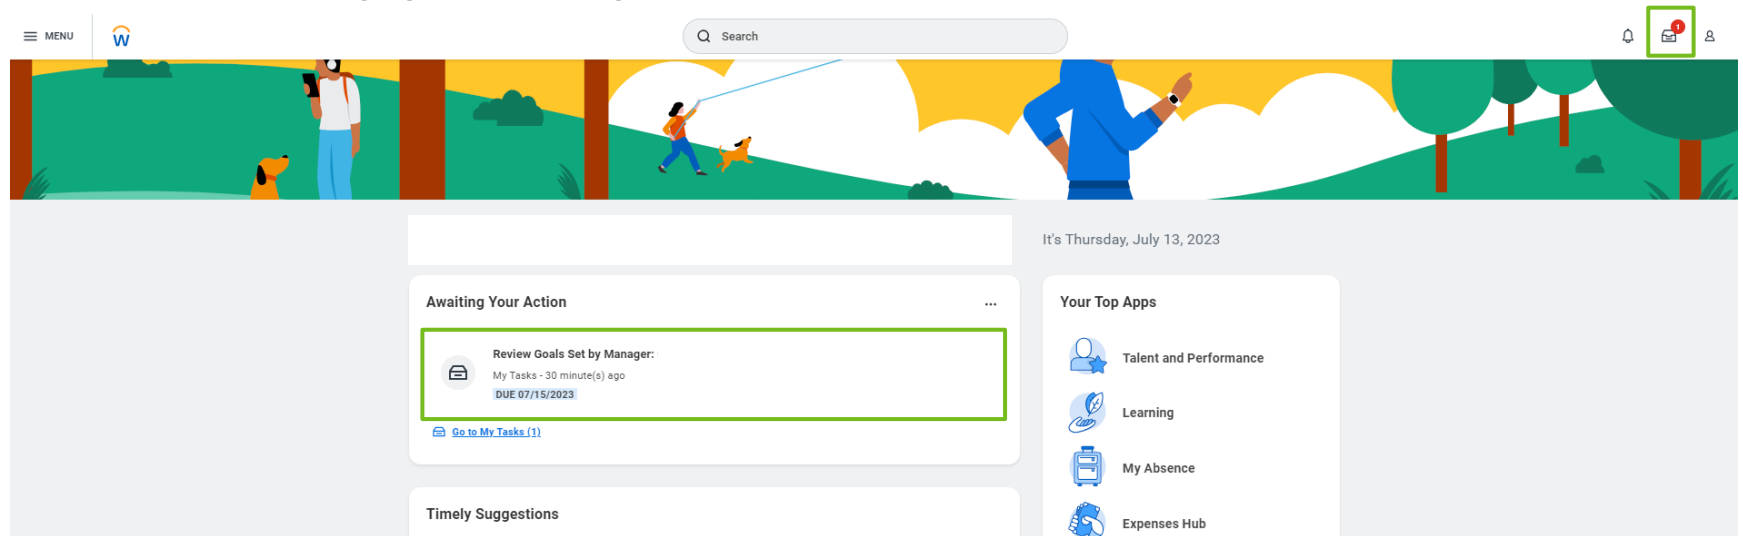 MENU
W
Search
1
It's Thursday, July 13, 2023
Awaiting Your Action
...
Review Goals Set by Manager:
My Tasks - 30 minute(s) ago
DUE 07/15/2023
Go to My Tasks (1)
Timely Suggestions
Your Top Apps
Talent and Performance
Learning
My Absence
Expenses Hub